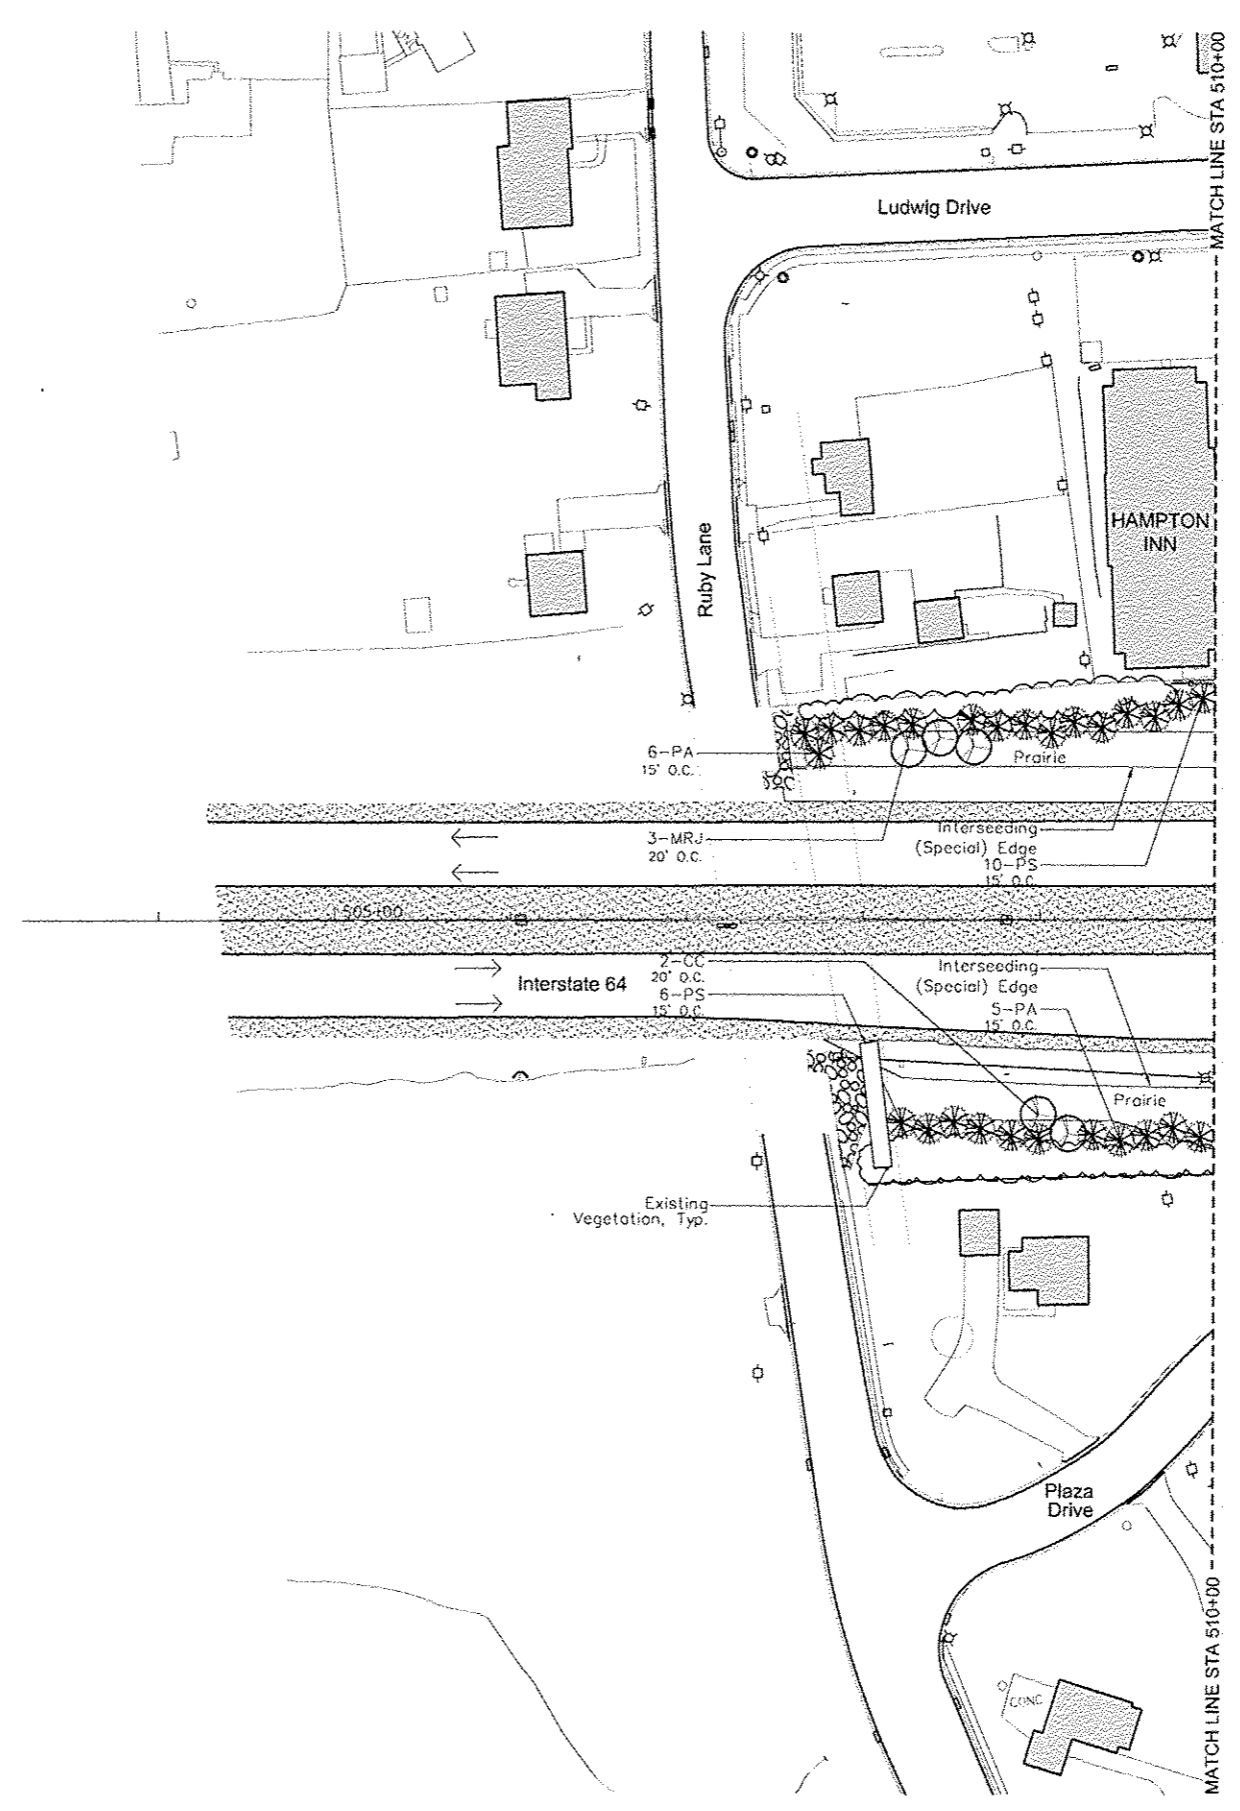 MATCH LINE STA 510+00
Ludwig Drive
HAMPTON
INN
Ruby Lane
6-PA
15' O.C.
Prairie
3-MRJ
20' O.C.
Interseeding
(Special) Edge
10-PS
15' O.C.
505+00
2-CC
20' O.C.
Interstate 64
6-PS
15' O.C.
Interseeding
(Special) Edge
5-PA
15' O.C.
Prairie
Existing
Vegetation, Typ.
Plaza
Drive
CONC
MATCH LINE STA 510+00